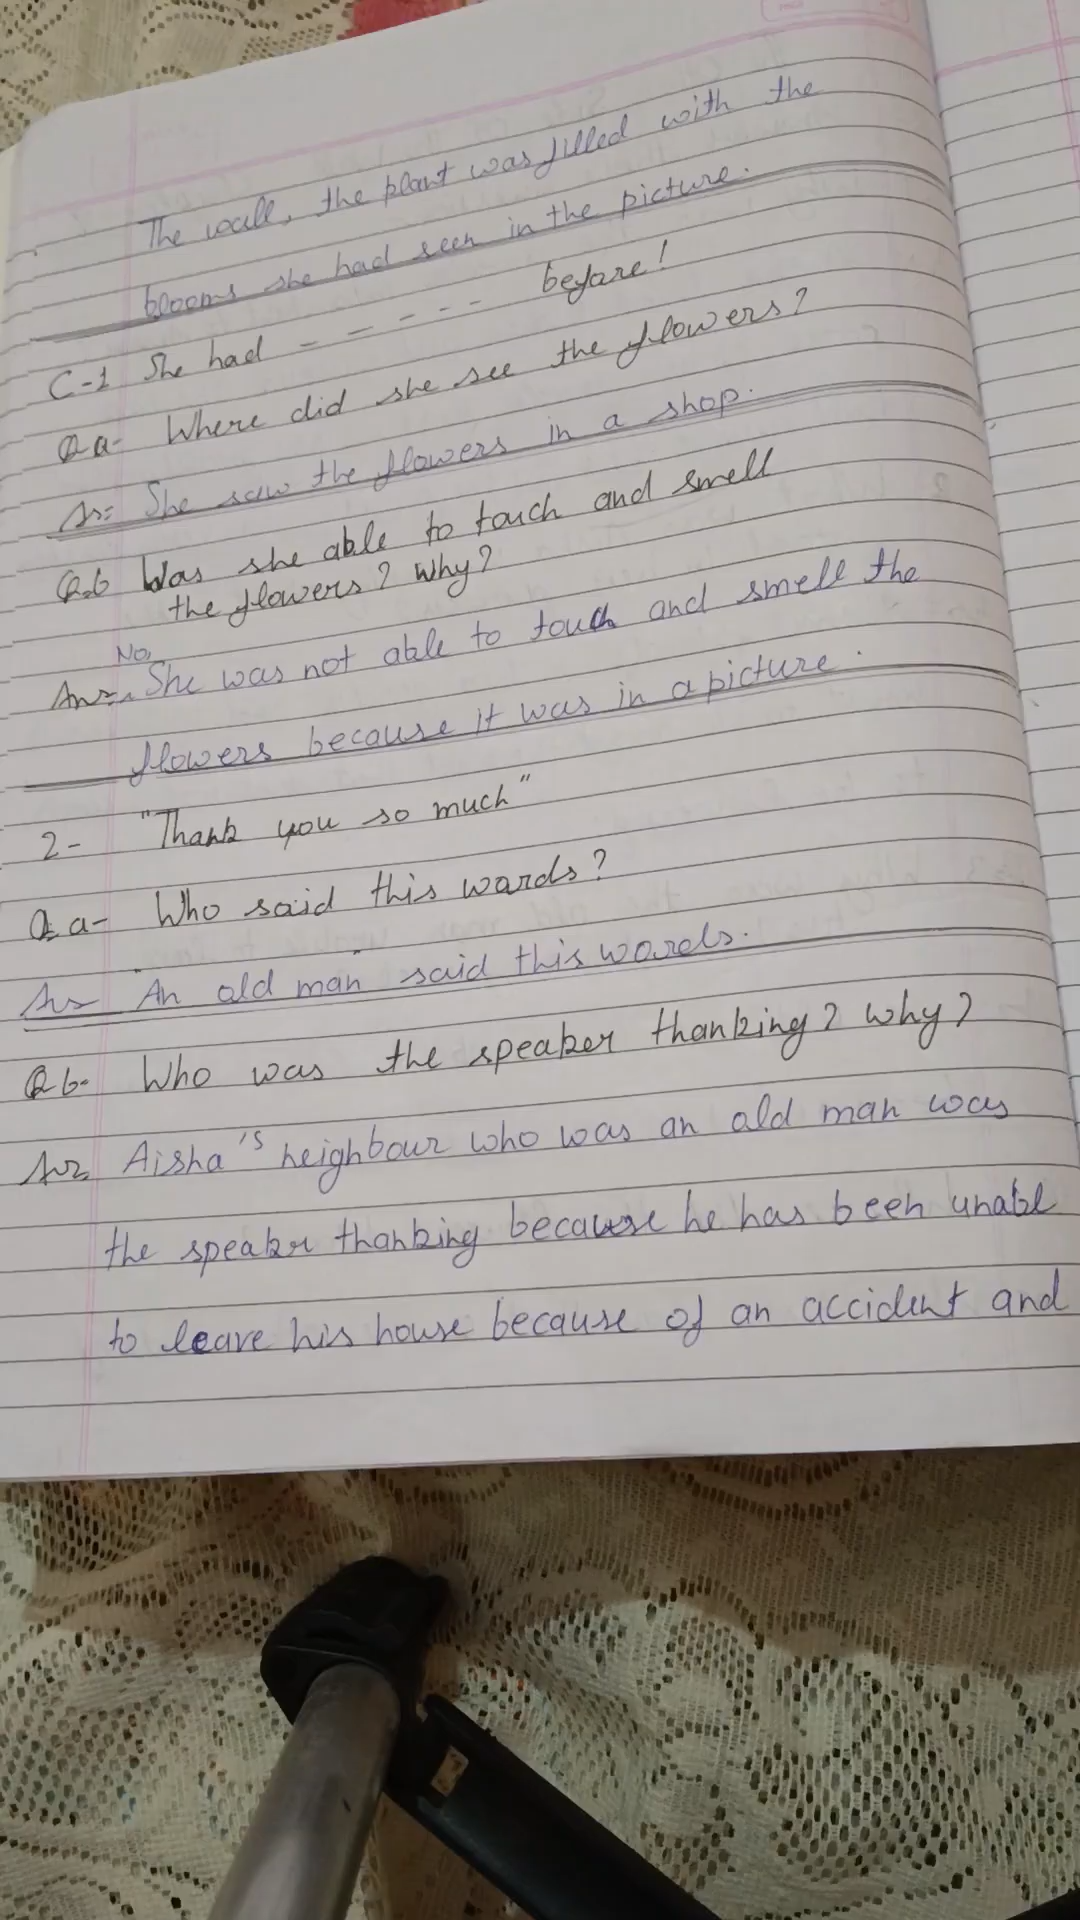 The wall, the plant was filled with the
blooms she had seen in the picture.
C-1 She had - - - - - before!
Q a- Where did she see the flowers?
Ans= She saw the flowers in a shop.
Q.b Was she able to touch and smell
the flowers? Why?
No,
Ans= She was not able to touch and smell the
flowers because it was in a picture.
2- "Thank you so much"
Q a- Who said this words?
Ans An old man said this words.
Q b- Who was the speaker thanking? Why?
Ans Aisha's neighbour who was an old man was
the speaker thanking because he has been unable
to leave his house because of an accident and